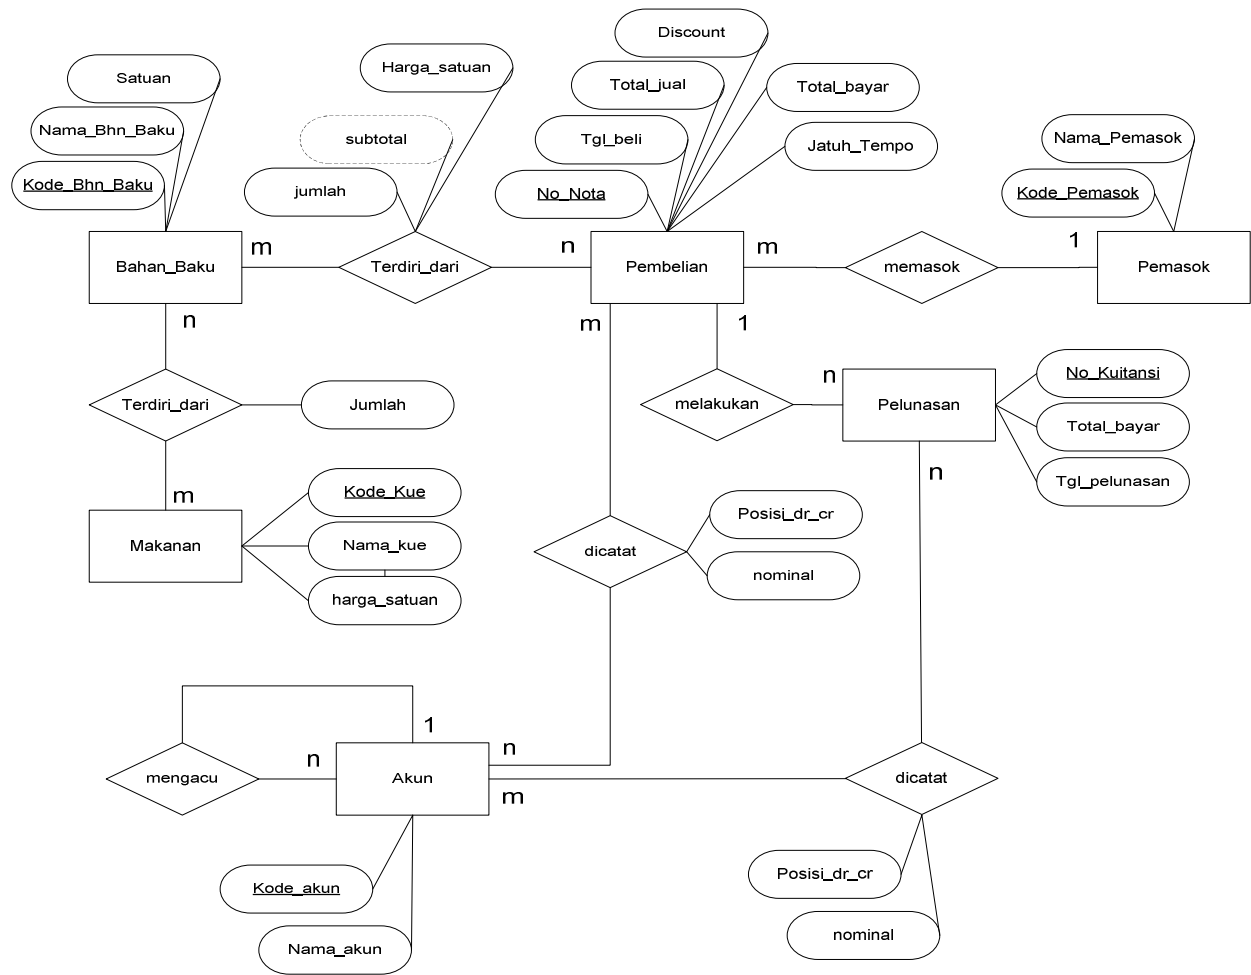 Discount
Satuan
Harga_satuan
Total_jual
Total_bayar
Nama_Bhn_Baku
subtotal
Tgl_beli
Jatuh_Tempo
Nama_Pemasok
Kode_Bhn_Baku
jumlah
No_Nota
Kode_Pemasok
m
n
m
1
Bahan_Baku
Terdiri_dari
Pembelian
memasok
Pemasok
n
m
1
Terdiri_dari
Jumlah
melakukan
n
Pelunasan
No_Kuitansi
Total_bayar
Tgl_pelunasan
n
m
Kode_Kue
Makanan
Nama_kue
harga_satuan
Posisi_dr_cr
dicatat
nominal
1
n
n
mengacu
Akun
m
dicatat
Kode_akun
Nama_akun
Posisi_dr_cr
nominal